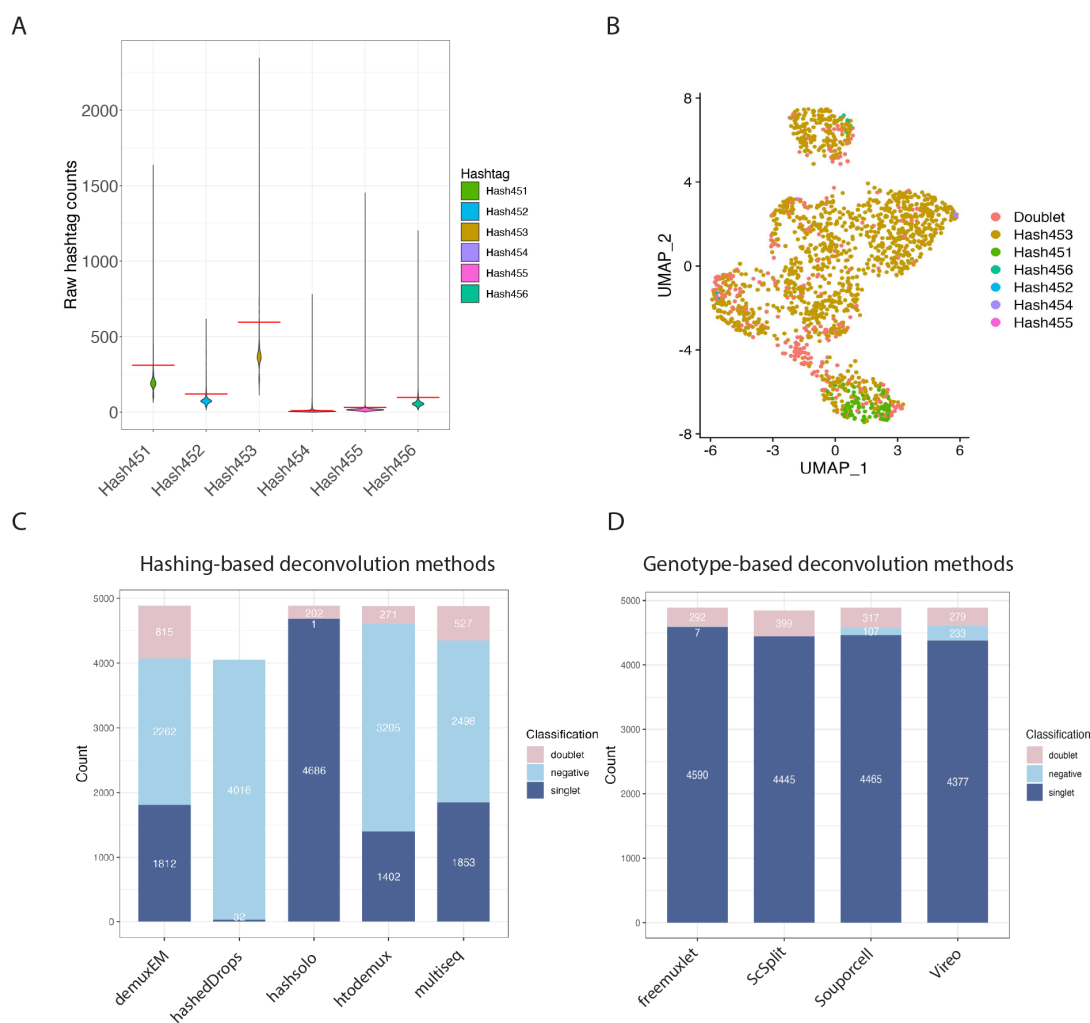 A
B
2000
1500
1000
500
0
Raw hashtag counts
Hash451
Hash452
Hash453
Hash454
Hash455
Hash456
Hashtag
Hash451
Hash452
Hash453
Hash454
Hash455
Hash456
8
4
0
-4
-8
UMAP_2
-6
-3
0
3
6
UMAP_1
Doublet
Hash453
Hash451
Hash456
Hash452
Hash454
Hash455
C
D
Hashing-based deconvolution methods
5000
4000
3000
2000
1000
0
Count
815
2262
1812
4016
32
202
1
4686
271
3205
1402
527
2498
1853
demuxEM
hashedDrops
hashsolo
htodemux
multiseq
Classification
doublet
negative
singlet
Genotype-based deconvolution methods
5000
4000
3000
2000
1000
0
Count
292
7
4590
399
4445
317
107
4465
279
233
4377
freemuxlet
ScSplit
Souporcell
Vireo
Classification
doublet
negative
singlet